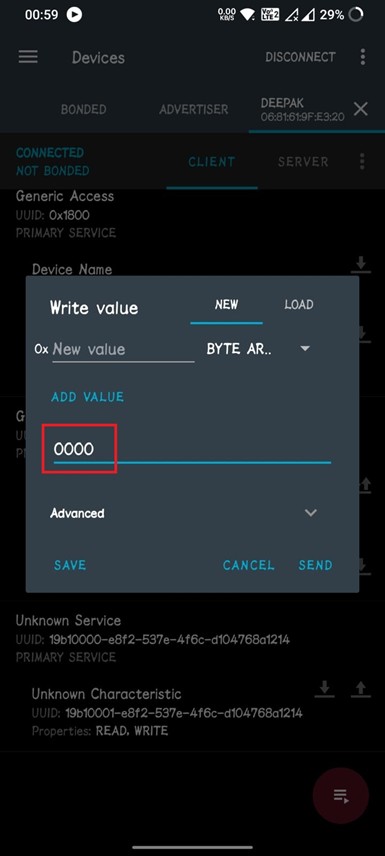 00:59 0.00 KB/S Vo) LTE 2 29%
Devices DISCONNECT
BONDED ADVERTISER DEEPAK
06:81:61:9F:E3:20
CONNECTED
NOT BONDED CLIENT SERVER
Generic Access
UUID: 0x1800
PRIMARY SERVICE
Device Name
Write value NEW LOAD
0x New value BYTE AR..
ADD VALUE
0000
Advanced
SAVE CANCEL SEND
Unknown Service
UUID: 19b10000-e8f2-537e-4f6c-d104768a1214
PRIMARY SERVICE
Unknown Characteristic
UUID: 19b10001-e8f2-537e-4f6c-d104768a1214
Properties: READ, WRITE